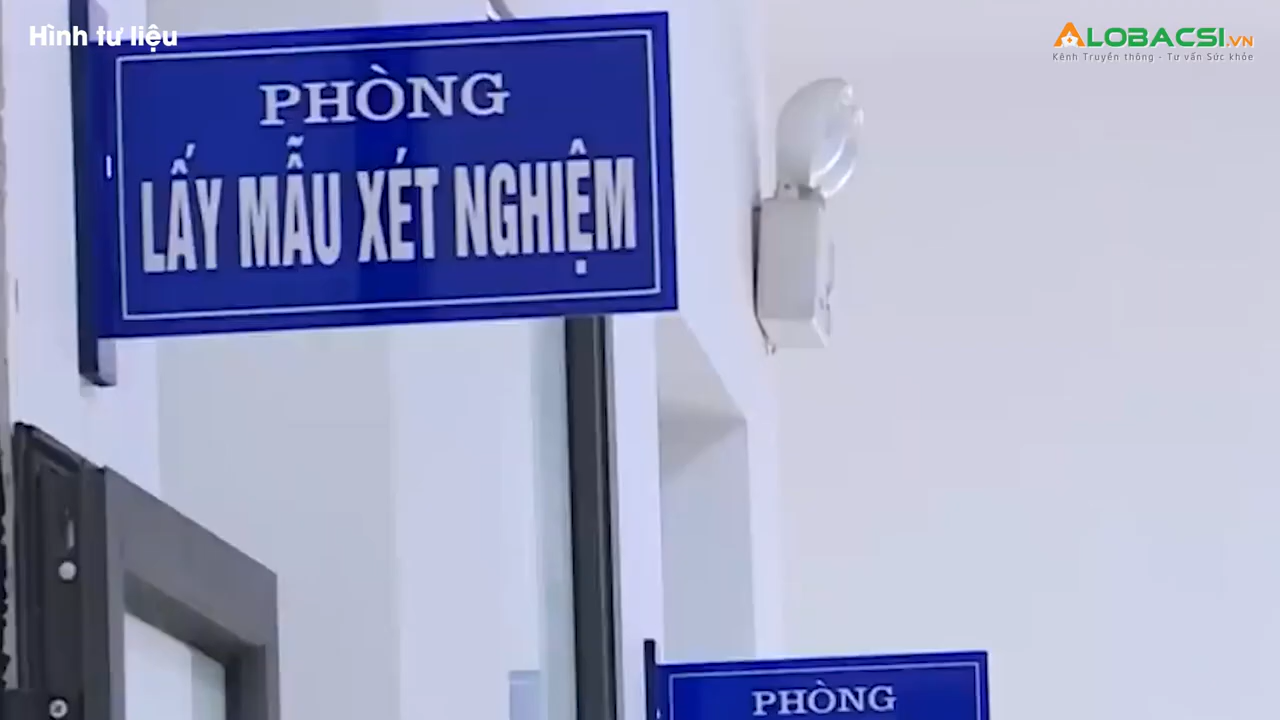 Hình tư liệu
ALOBACSI.VN
Kênh Truyền thông - Tư vấn Sức khỏe
PHÒNG
LẤY MẪU XÉT NGHIỆM
PHÒNG